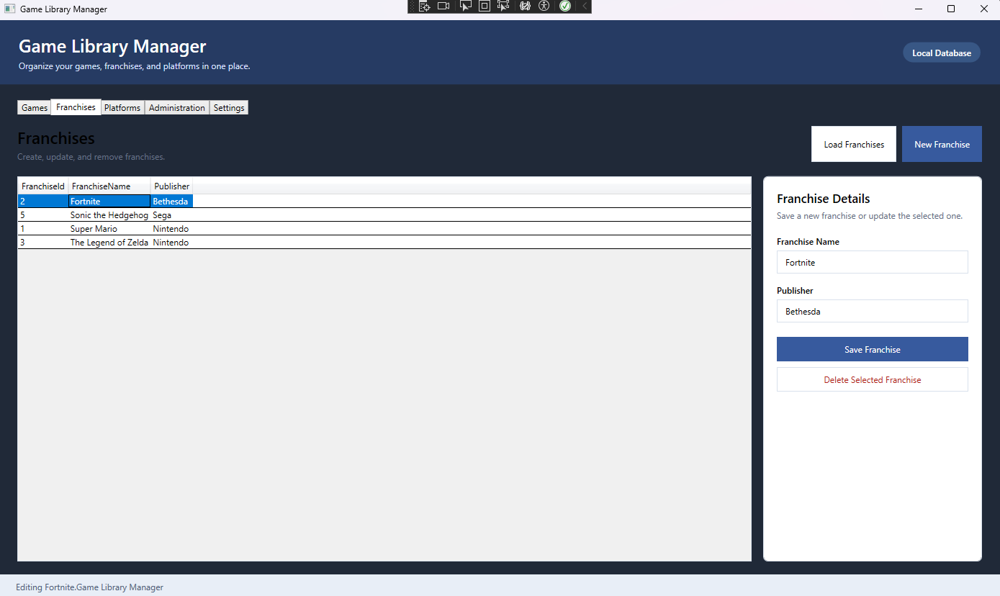 Game Library Manager
Game Library Manager
Organize your games, franchises, and platforms in one place.
Local Database
Games Franchises Platforms Administration Settings
Franchises
Create, update, and remove franchises.
Load Franchises
New Franchise
FranchiseId FranchiseName Publisher
2 Fortnite Bethesda
5 Sonic the Hedgehog Sega
1 Super Mario Nintendo
3 The Legend of Zelda Nintendo
Franchise Details
Save a new franchise or update the selected one.
Franchise Name
Fortnite
Publisher
Bethesda
Save Franchise
Delete Selected Franchise
Editing Fortnite.Game Library Manager